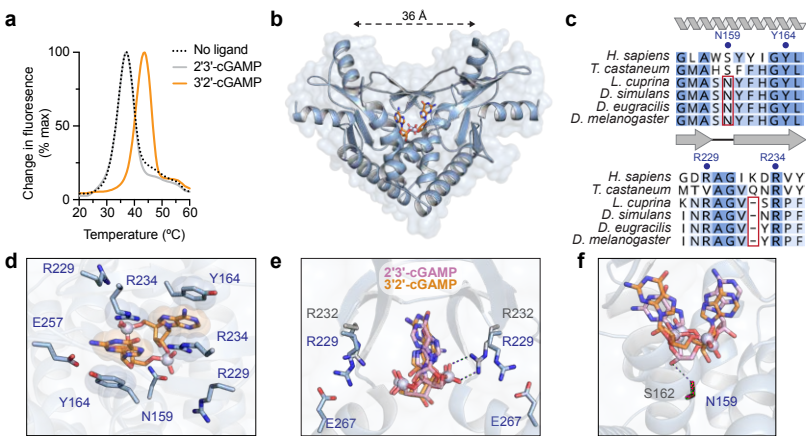 a
Change in fluorescence
(% max)
100
50
0
20 30 40 50 60
Temperature (ºC)
No ligand
2'3'-cGAMP
3'2'-cGAMP
b
36 Å
c
N159 Y164
H. sapiens G L A W S Y Y I G Y L
T. castaneum G M A H S F F H G Y L
L. cuprina G M A S N Y F H G Y L
D. simulans G M A S N Y F H G Y L
D. eugracilis G M A S N Y F H G Y L
D. melanogaster G M A S N Y F H G Y L
R229 R234
H. sapiens G D R A G I K D R V Y
T. castaneum M T V A G V Q N R V Y
L. cuprina K N R A G V – S R P F
D. simulans I N R A G V – N R P F
D. eugracilis I N R A G V – Y R P F
D. melanogaster I N R A G V – Y R P F
d
R229
R234
Y164
E257
R234
R229
Y164
N159
e
2'3'-cGAMP
3'2'-cGAMP
R232
R229
R232
R229
E267
E267
f
S162
N159